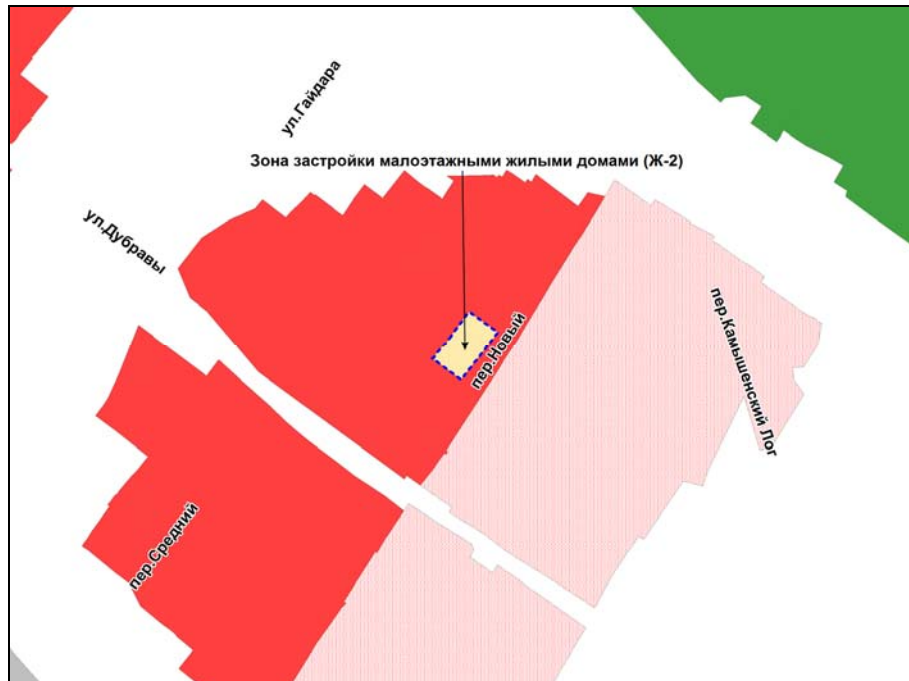 ул.Гайдара
Зона застройки малоэтажными жилыми домами (Ж-2)
ул.Дубравы
пер.Новый
пер.Камышенский Лог
пер.Средний